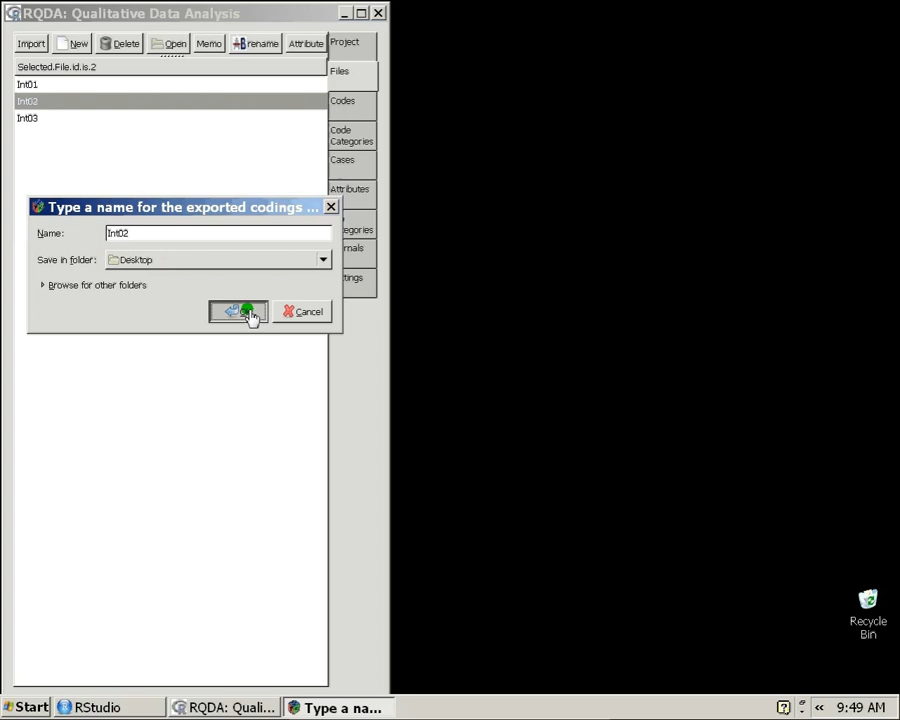 RQDA: Qualitative Data Analysis
Import New Delete Open Memo rename Attribute
Project
Selected.File.id.is.2
Files
Int01
Int02
Codes
Int03
Code
Categories
Cases
Attributes
Type a name for the exported codings ...
Name: Int02
Save in folder: Desktop
Browse for other folders
Cancel
Recycle
Bin
Start RStudio RQDA: Quali... Type a na... 9:49 AM